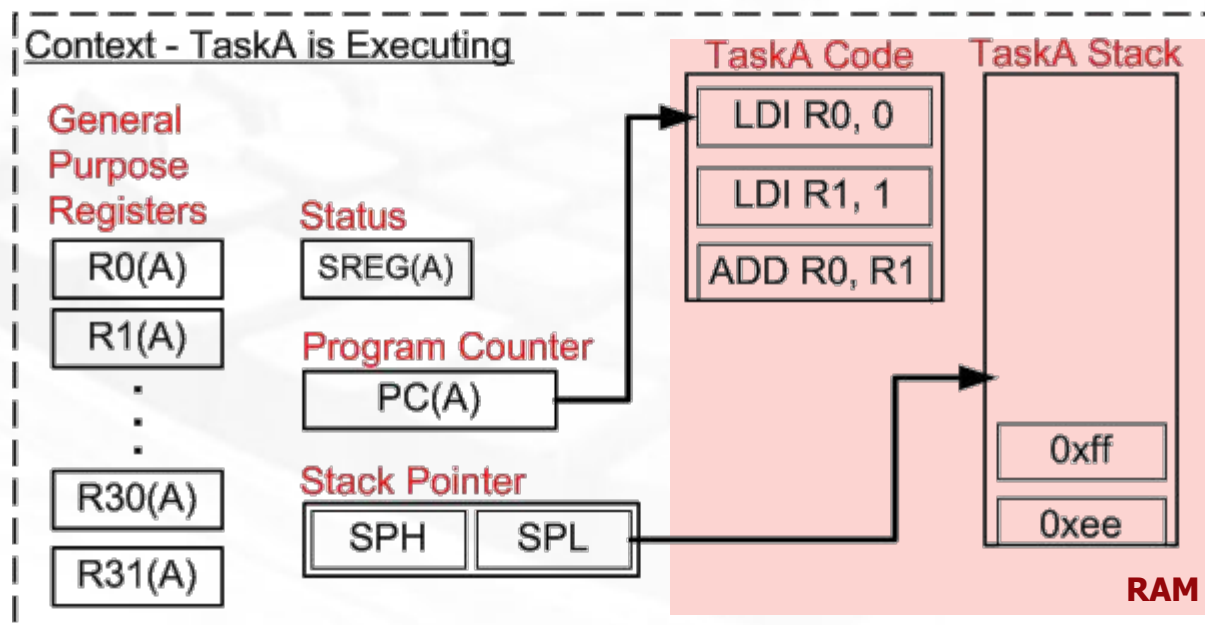 Context - TaskA is Executing
General
Purpose
Registers
R0(A)
R1(A)
R30(A)
R31(A)
Status
SREG(A)
Program Counter
PC(A)
Stack Pointer
SPH SPL
TaskA Code
LDI R0, 0
LDI R1, 1
ADD R0, R1
TaskA Stack
0xff
0xee
RAM